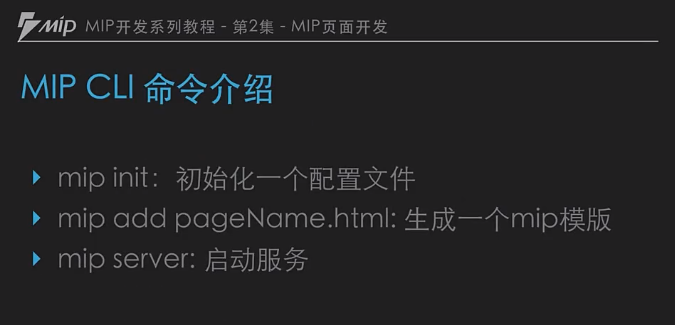 mip MIP开发系列教程 - 第2集 - MIP页面开发
MIP CLI 命令介绍
mip init：初始化一个配置文件
mip add pageName.html: 生成一个mip模版
mip server: 启动服务